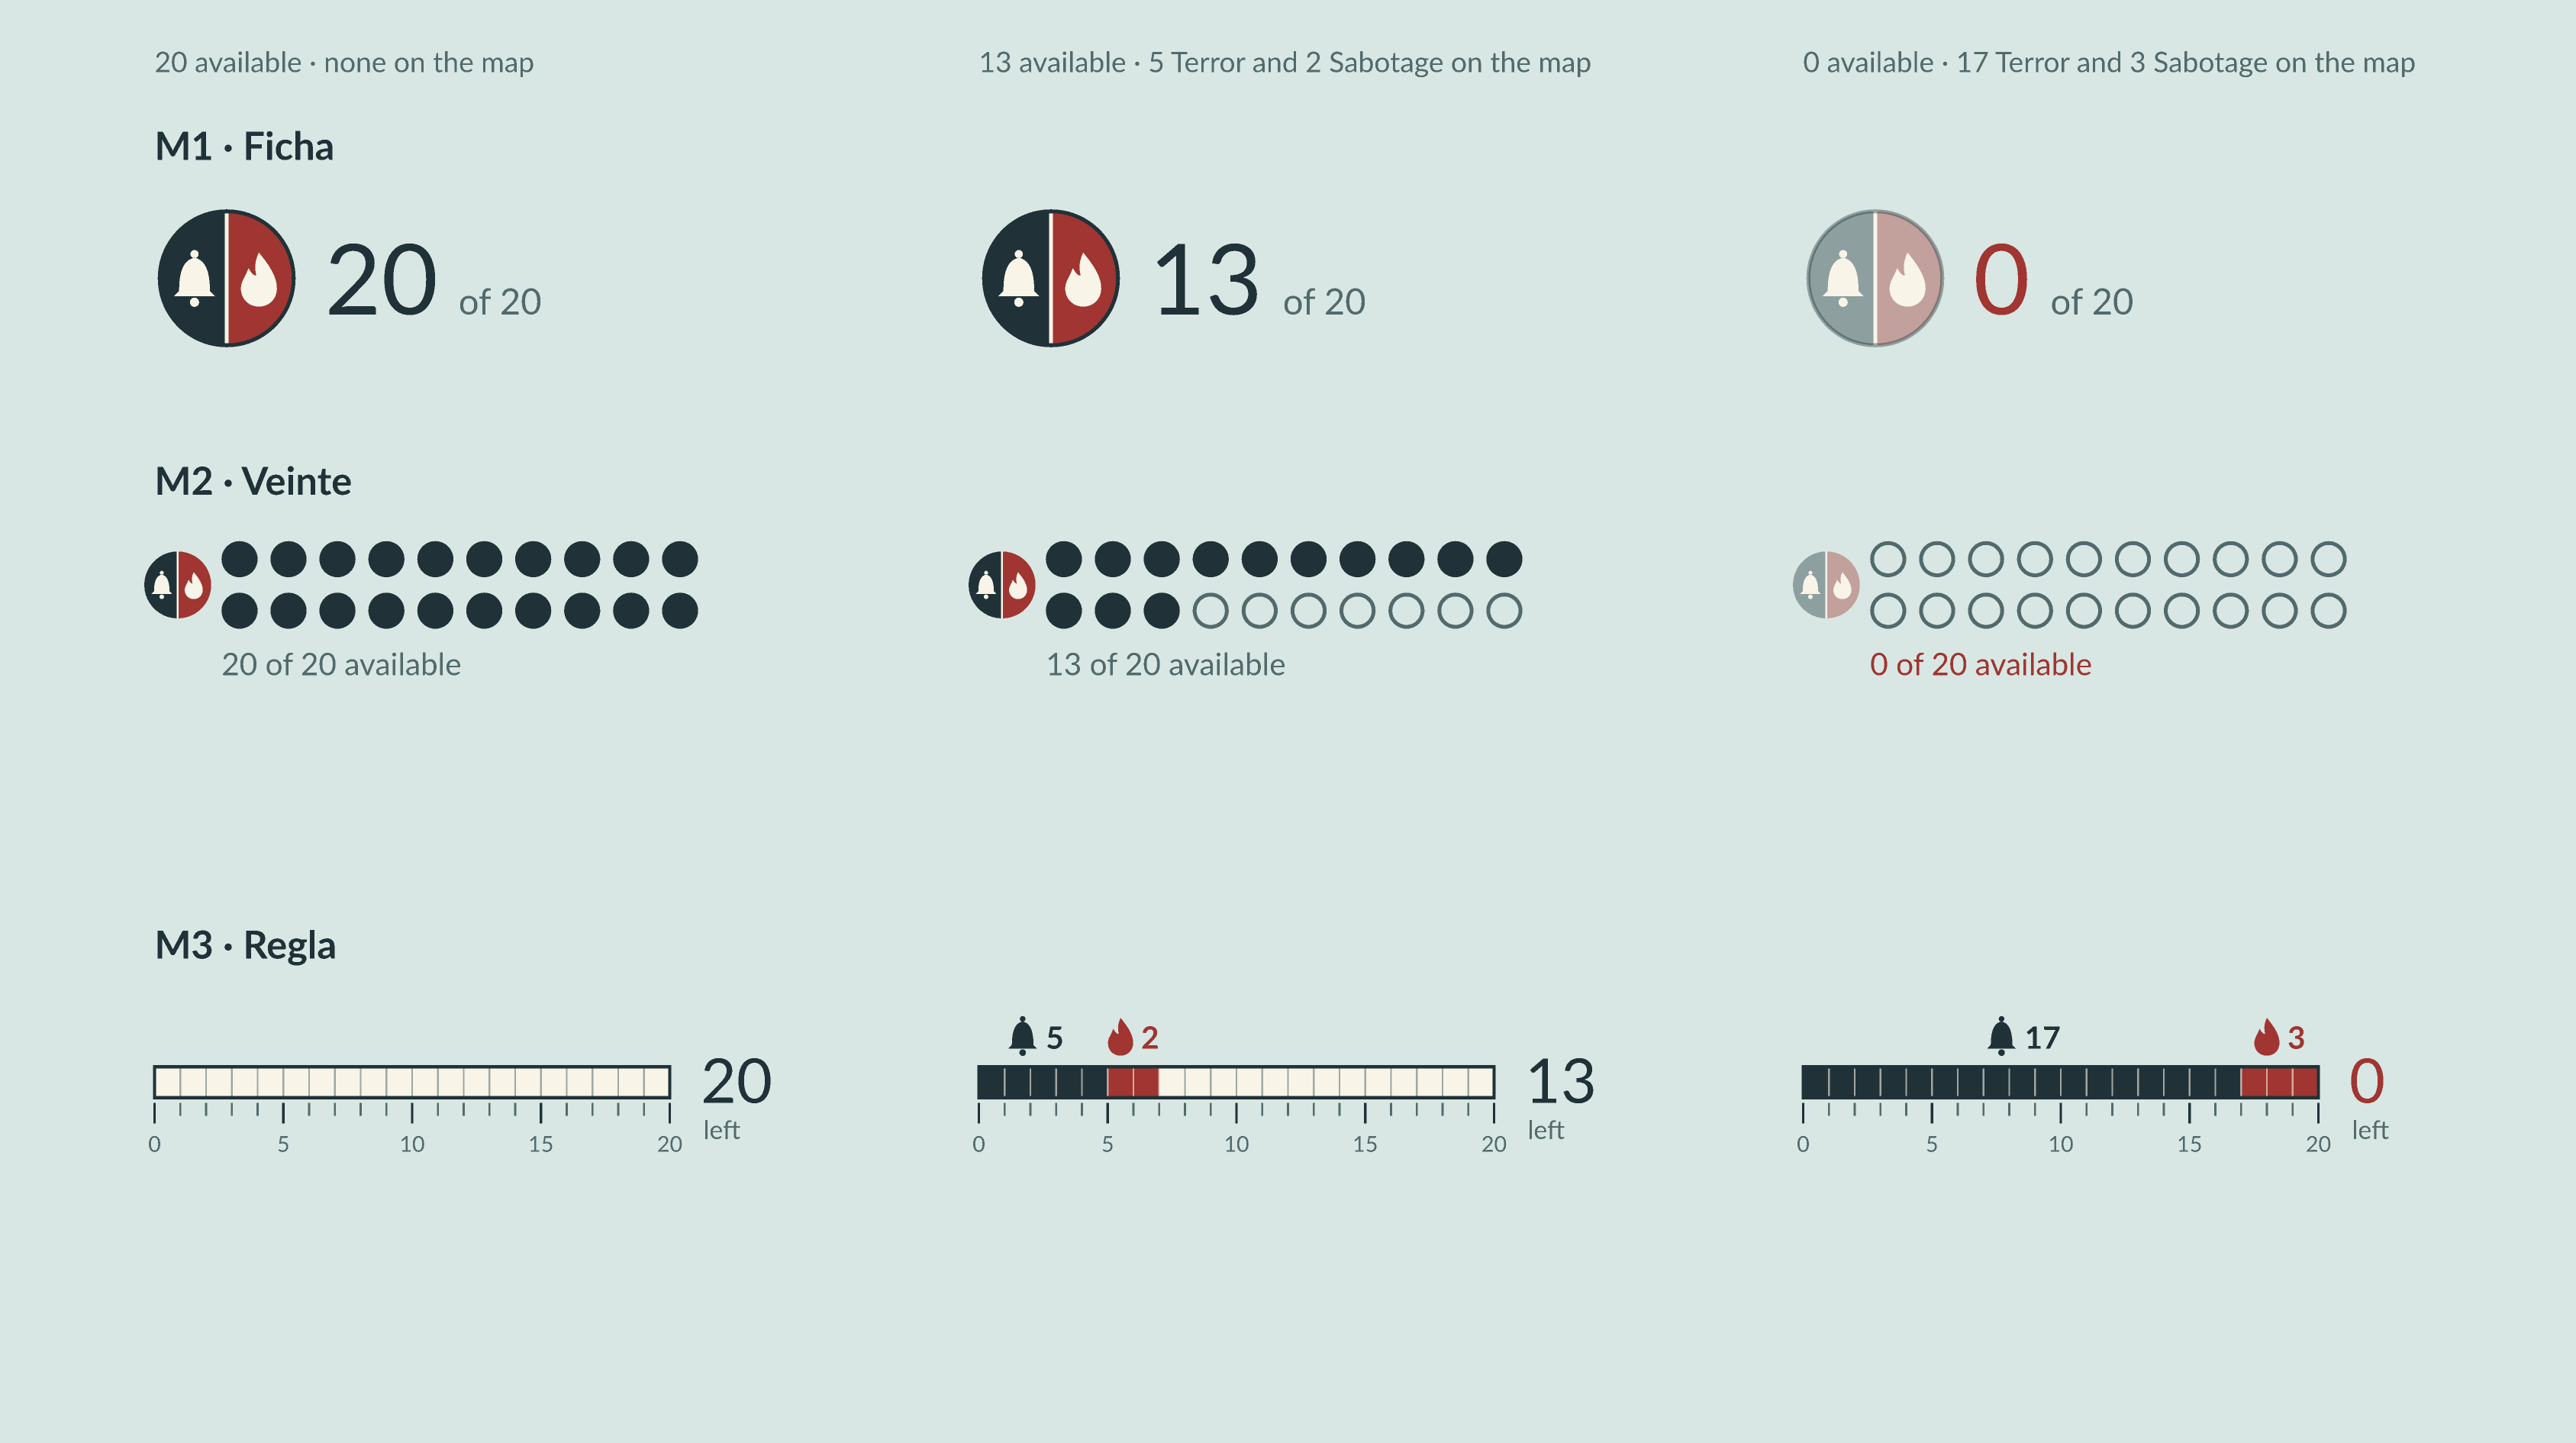 20 available · none on the map
13 available · 5 Terror and 2 Sabotage on the map
0 available · 17 Terror and 3 Sabotage on the map
M1 · Ficha
20 of 20
13 of 20
0 of 20
M2 · Veinte
20 of 20 available
13 of 20 available
0 of 20 available
M3 · Regla
20
left
0 5 10 15 20
5 2
13
left
0 5 10 15 20
17 3
0
left
0 5 10 15 20